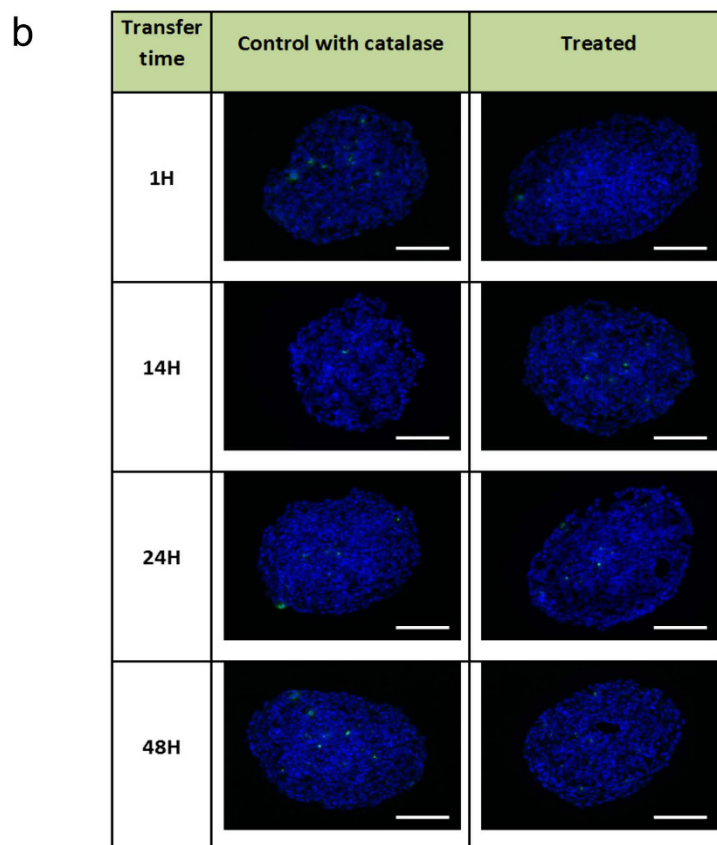 b
Transfer time
Control with catalase
Treated
1H
14H
24H
48H